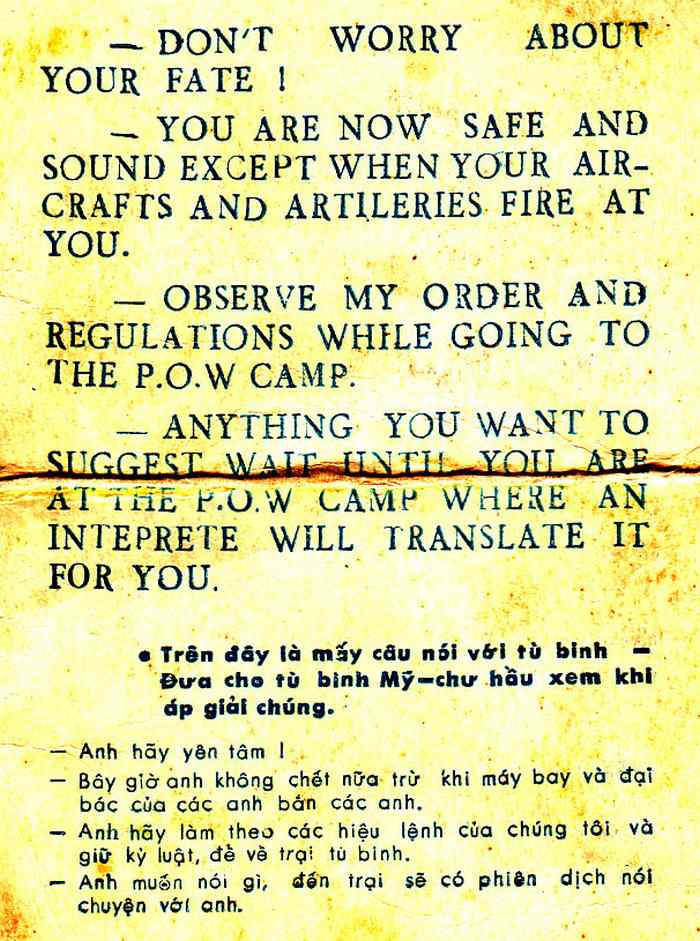 — DON'T WORRY ABOUT
YOUR FATE !
— YOU ARE NOW SAFE AND
SOUND EXCEPT WHEN YOUR AIR-
CRAFTS AND ARTILERIES FIRE AT
YOU.
— OBSERVE MY ORDER AND
REGULATIONS WHILE GOING TO
THE P.O.W CAMP.
— ANYTHING YOU WANT TO
SUGGEST WAIT UNTIL YOU ARE
AT THE P.O.W CAMP WHERE AN
INTEPRETE WILL TRANSLATE IT
FOR YOU.
• Trên đây là mấy câu nói với tù binh —
Đưa cho tù binh Mỹ—chư hầu xem khi
áp giải chúng.
— Anh hãy yên tâm !
— Bây giờ anh không chết nữa trừ khi máy bay và đại
bác của các anh bắn các anh.
— Anh hãy làm theo các hiệu lệnh của chúng tôi và
giữ kỷ luật, để về trại tù binh.
— Anh muốn nói gì, đến trại sẽ có phiên dịch nói
chuyện với anh.